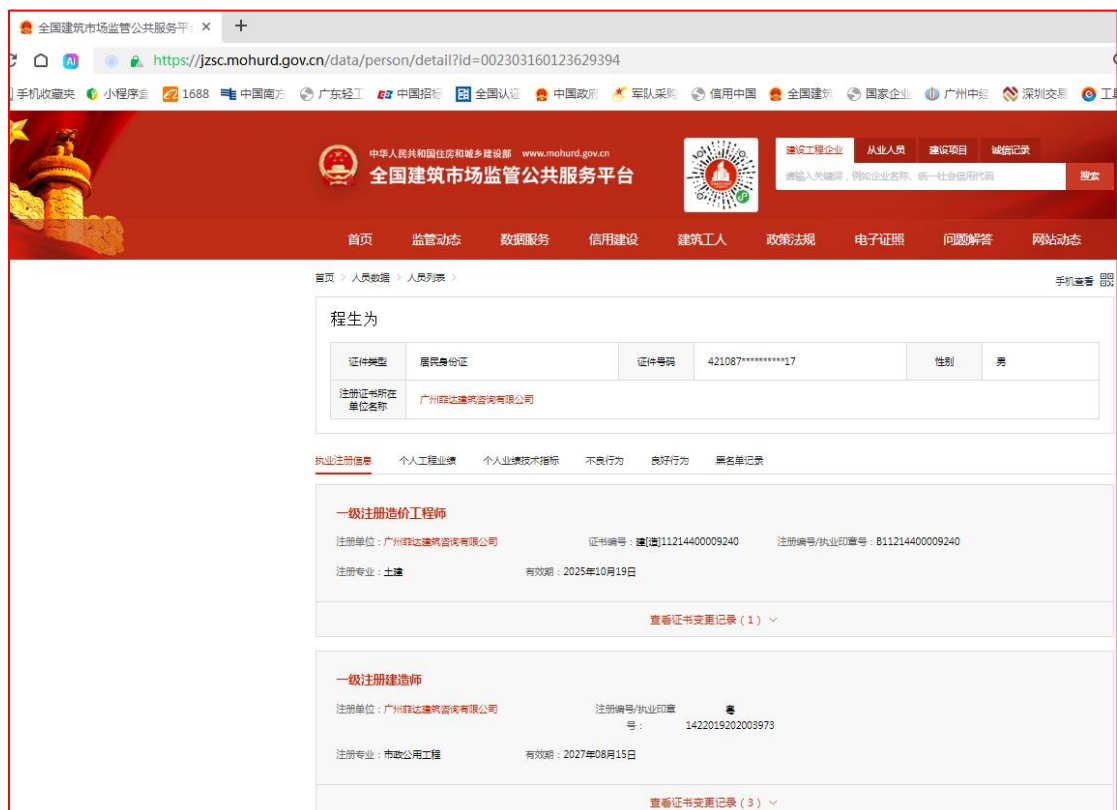 全国建筑市场监管公共服务平 × +
AI https://jzsc.mohurd.gov.cn/data/person/detail?id=002303160123629394
手机收藏夹 小程序盒 1688 中国南方 广东轻工 中国招标 全国认证 中国政府 军队采购 信用中国 全国建筑 国家企业 广州中经 深圳交易
中华人民共和国住房和城乡建设部 www.mohurd.gov.cn
全国建筑市场监管公共服务平台
建设工程企业 从业人员 建设项目 诚信记录
请输入关键词,例如企业名称、统一社会信用代码 搜索
首页 监管动态 数据服务 信用建设 建筑工人 政策法规 电子证照 问题解答 网站动态
首页 > 人员数据 > 人员列表 >
手机查看
程生为
证件类型 居民身份证 证件号码 421087**********17 性别 男
注册证书所在
单位名称 广州菲达建筑咨询有限公司
执业注册信息 个人工程业绩 个人业绩技术指标 不良行为 良好行为 黑名单记录
一级注册造价工程师
注册单位:广州菲达建筑咨询有限公司 证书编号:建[造]11214400009240 注册编号/执业印章号:B11214400009240
注册专业:土建 有效期:2025年10月19日
查看证书变更记录(1)
一级注册建造师
注册单位:广州菲达建筑咨询有限公司 注册编号/执业印章
号: 粤
1422019202003973
注册专业:市政公用工程 有效期:2027年08月15日
查看证书变更记录(3)